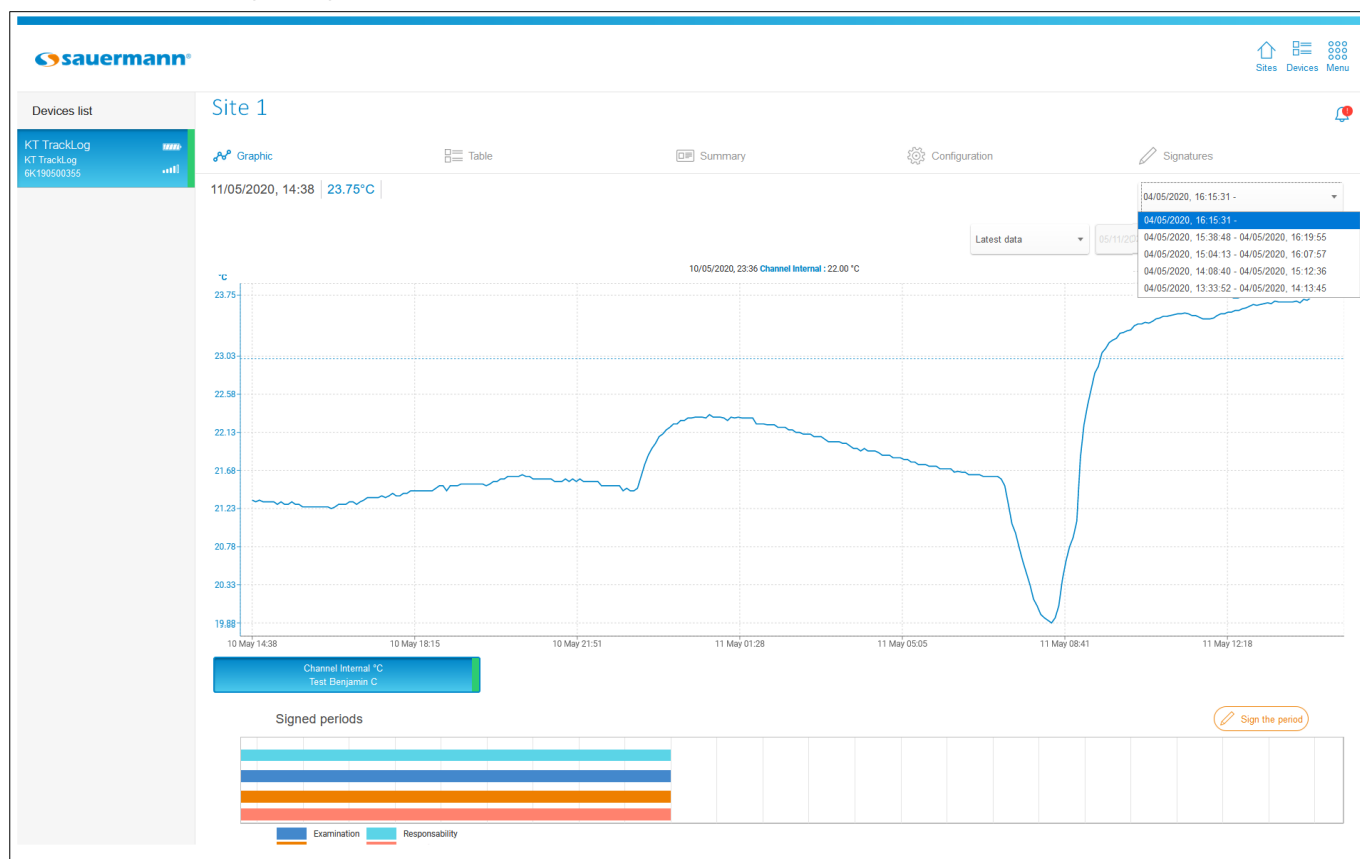 sauermann®
Sites Devices Menu
Devices list
Site 1
KT TrackLog
KT TrackLog
6K190500355
Graphic
Table
Summary
Configuration
Signatures
11/05/2020, 14:38 23.75°C
04/05/2020, 16:15:31 -
04/05/2020, 16:15:31 -
04/05/2020, 15:38:48 - 04/05/2020, 16:19:55
04/05/2020, 15:04:13 - 04/05/2020, 16:07:57
04/05/2020, 14:08:40 - 04/05/2020, 15:12:36
04/05/2020, 13:33:52 - 04/05/2020, 14:13:45
Latest data
10/05/2020, 23:36 Channel Internal : 22.00 °C
°C
23.75
23.03
22.58
22.13
21.68
21.23
20.78
20.33
19.88
10 May 14:38 10 May 18:15 10 May 21:51 11 May 01:28 11 May 05:05 11 May 08:41 11 May 12:18
Channel Internal °C
Test Benjamin C
Signed periods
Sign the period
Examination Responsability